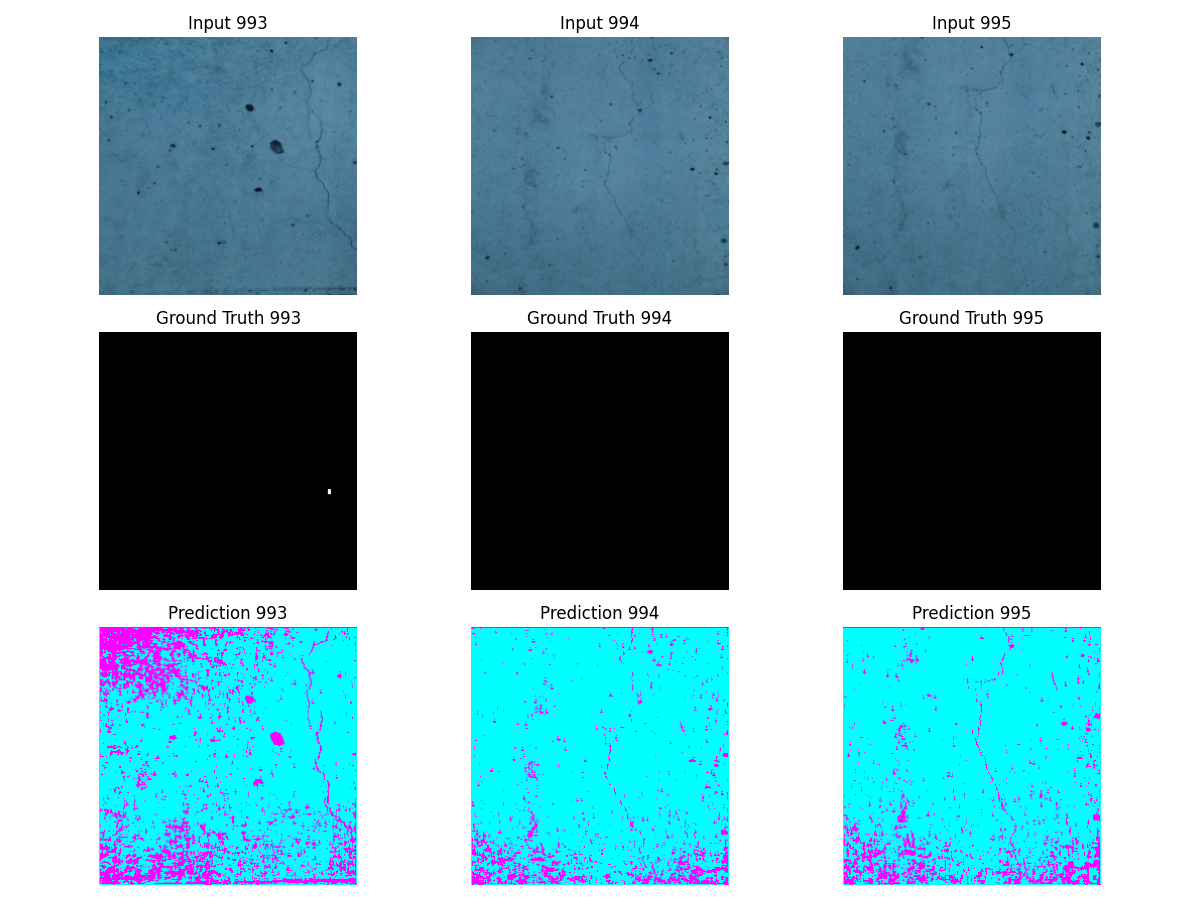 Input 993
Input 994
Input 995
Ground Truth 993
Ground Truth 994
Ground Truth 995
Prediction 993
Prediction 994
Prediction 995